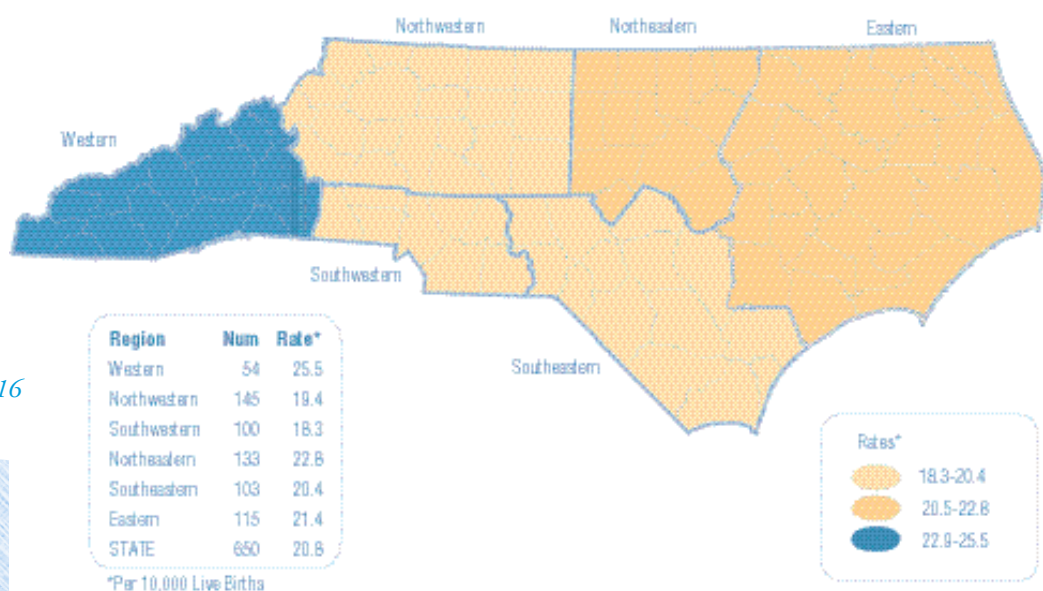 Northwestern Northeastern Eastern
Western
Southwestern
Southeastern
Region Num Rate*
Western 54 25.5
Northwestern 145 19.4
Southwestern 100 18.3
Northeastern 133 22.8
Southeastern 103 20.4
Eastern 115 21.4
STATE 650 20.8
*Per 10,000 Live Births
16
Rates*
18.3-20.4
20.5-22.8
22.9-25.5